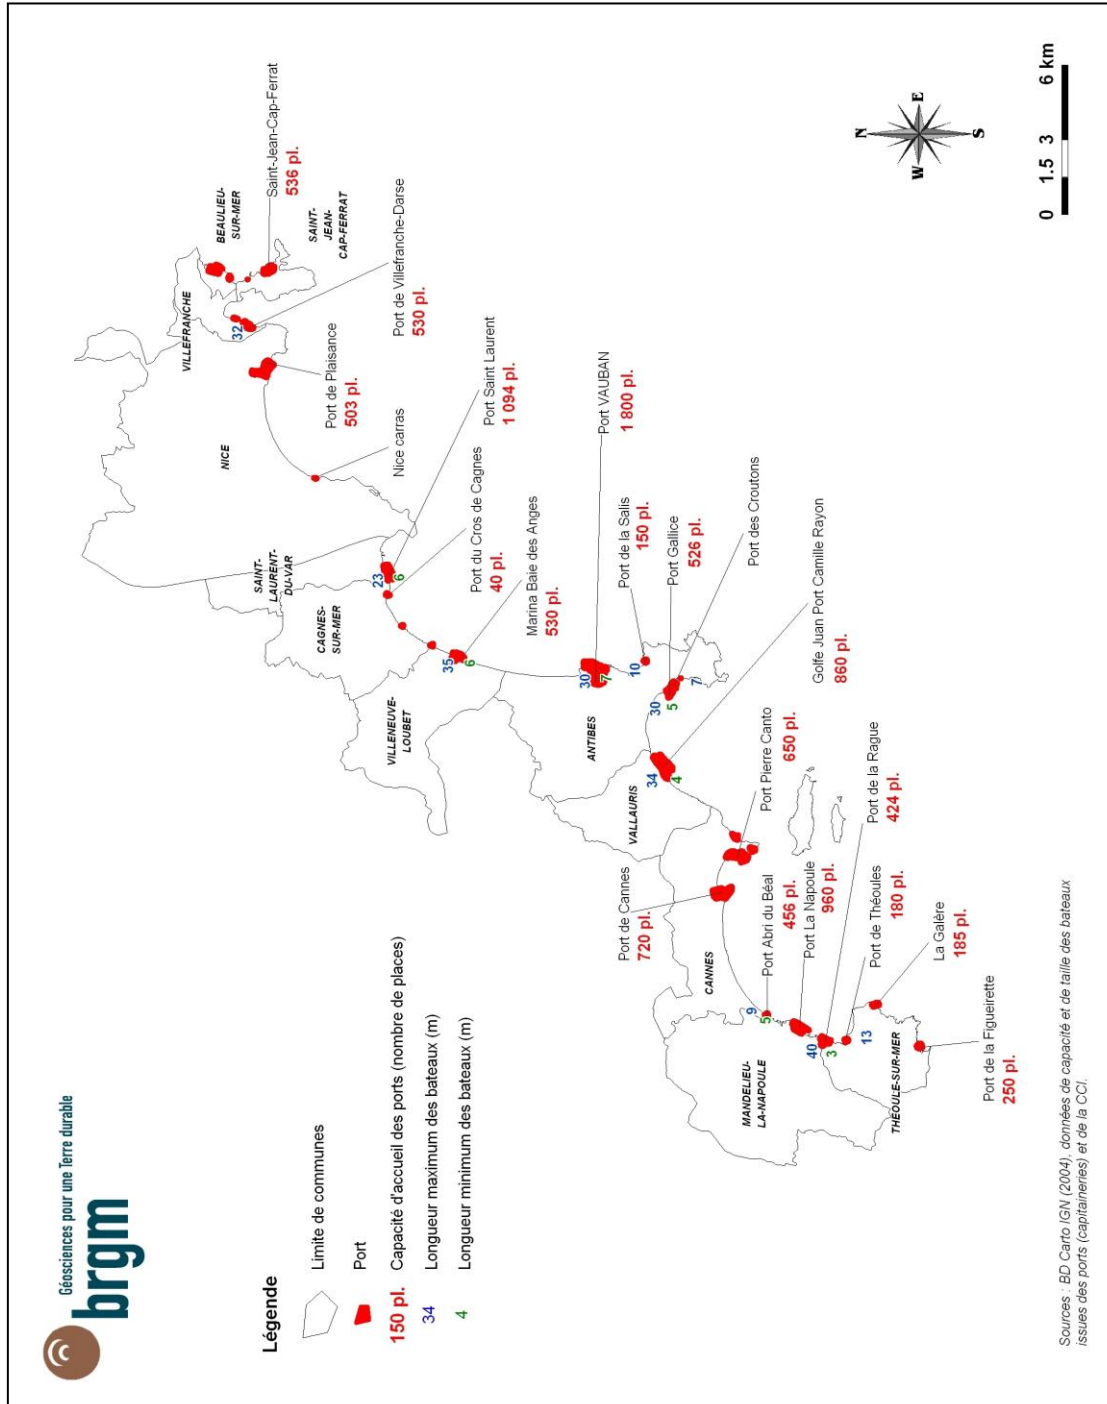 Géosciences pour une Terre durable
brgm
Légende
Limite de communes
Port
150 pl. Capacité d'accueil des ports (nombre de places)
34 Longueur maximum des bateaux (m)
4 Longueur minimum des bateaux (m)
VILLEFRANCHE
BEAULIEU-
SUR-MER
Saint-Jean-Cap-Ferrat
536 pl.
SAINT-
JEAN-
CAP-FERRAT
32
Port de Villefranche-Darse
530 pl.
NICE
Port de Plaisance
503 pl.
Nice carras
SAINT-
LAURENT-
DU-VAR
23
6
Port Saint Laurent
1 094 pl.
CAGNES-
SUR-MER
Port du Cros de Cagnes
40 pl.
35
6
Marina Baie des Anges
530 pl.
VILLENEUVE-
LOUBET
30
7
Port VAUBAN
1 800 pl.
ANTIBES
10
Port de la Salis
150 pl.
30
5
Port Gallice
526 pl.
7
Port des Croutons
VALLAURIS
34
4
Golfe Juan Port Camille Rayon
860 pl.
Port Pierre Canto
650 pl.
Port de Cannes
720 pl.
CANNES
9
5
Port Abri du Béal
456 pl.
Port La Napoule
960 pl.
MANDELIEU-
LA-NAPOULE
40
3
Port de la Rague
424 pl.
Port de Théoules
180 pl.
13
La Galère
185 pl.
THEOULE-SUR-MER
Port de la Figueirette
250 pl.
N
W
E
S
0 1.5 3 6 km
Sources : BD Carto IGN (2004), données de capacité et de taille des bateaux
issues des ports (capitaineries) et de la CCI.